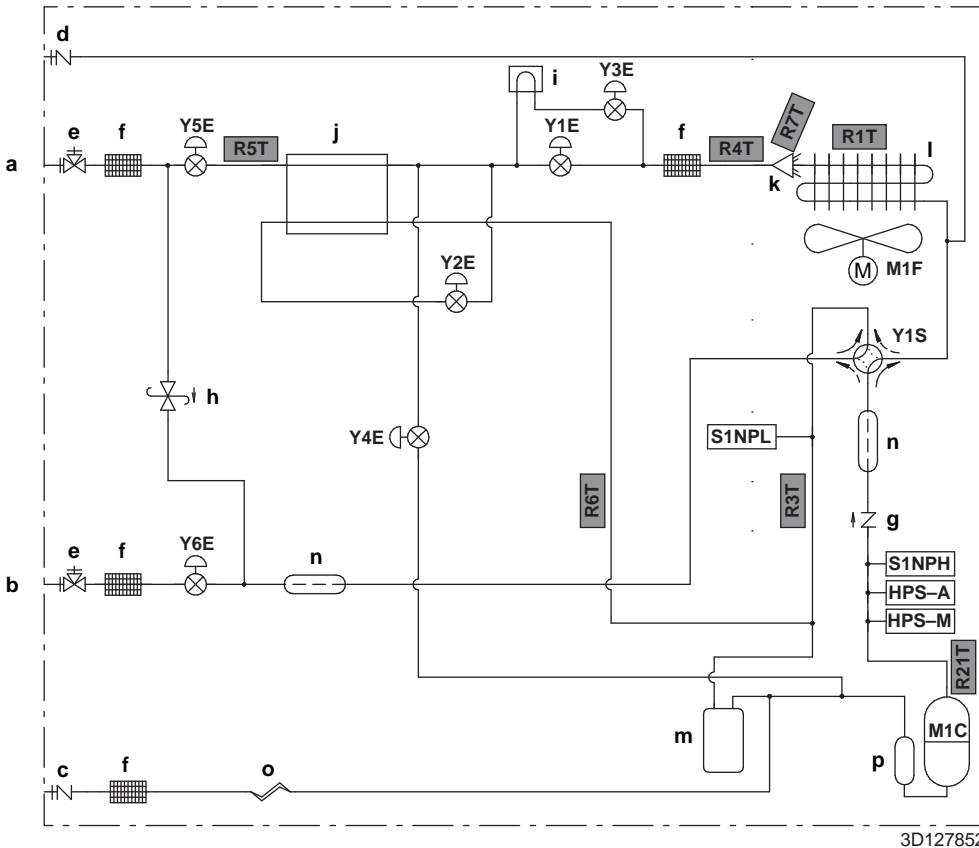 d
i
Y3E
e
f
Y5E
R5T
j
Y1E
f
R4T
R7T
R1T
l
a
k
Y2E
M
M1F
Y1S
h
Y4E
S1NPL
n
R6T
R3T
g
e
f
Y6E
n
b
S1NPH
HPS–A
HPS–M
R21T
m
M1C
p
c
f
o
3D127852